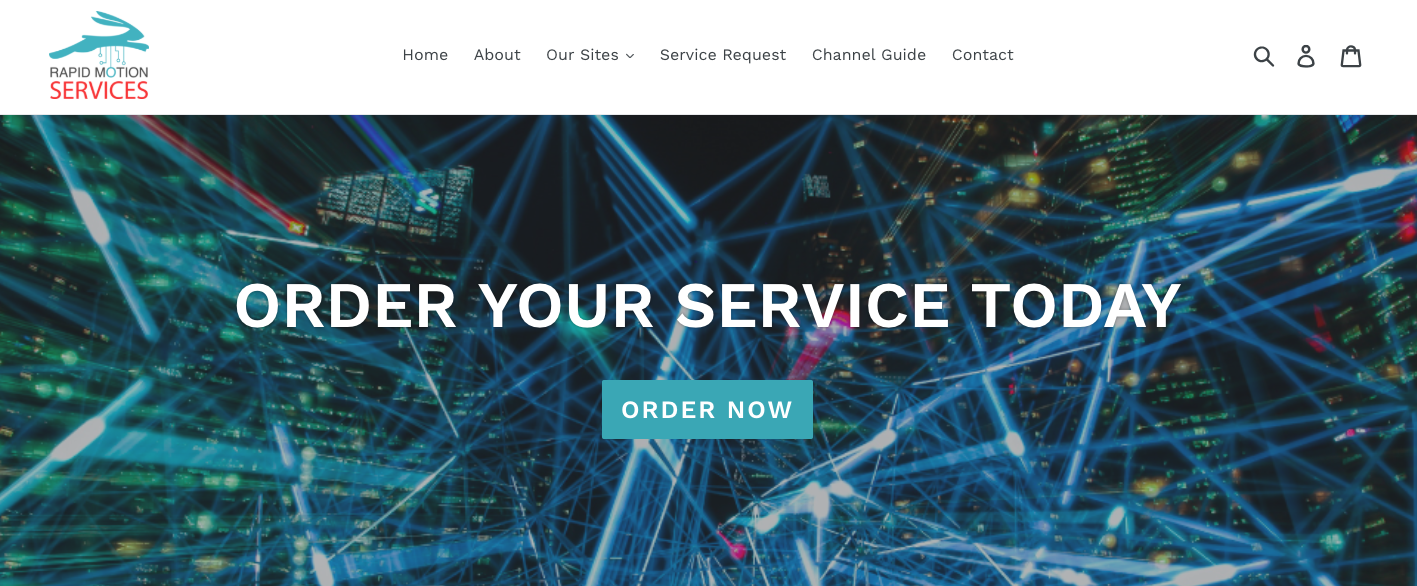 RAPID MOTION
SERVICES
Home About Our Sites Service Request Channel Guide Contact
ORDER YOUR SERVICE TODAY
ORDER NOW